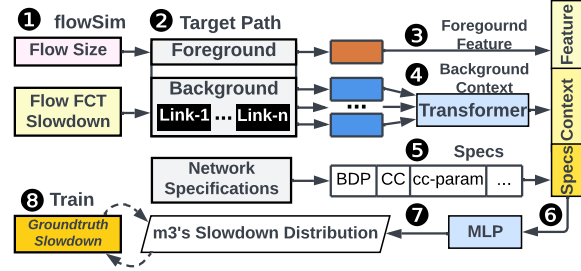 ❶ flowSim
❷ Target Path
Flow Size
Foreground
❸ Foregournd
Feature
Feature
Flow FCT
Slowdown
Background
Link-1 ... Link-n
...
❹ Background
Context
Transformer
Context
Network
Specifications
❺ Specs
BDP CC cc-param ...
Specs
❽ Train
Groundtruth
Slowdown
m3's Slowdown Distribution
❼
MLP
❻